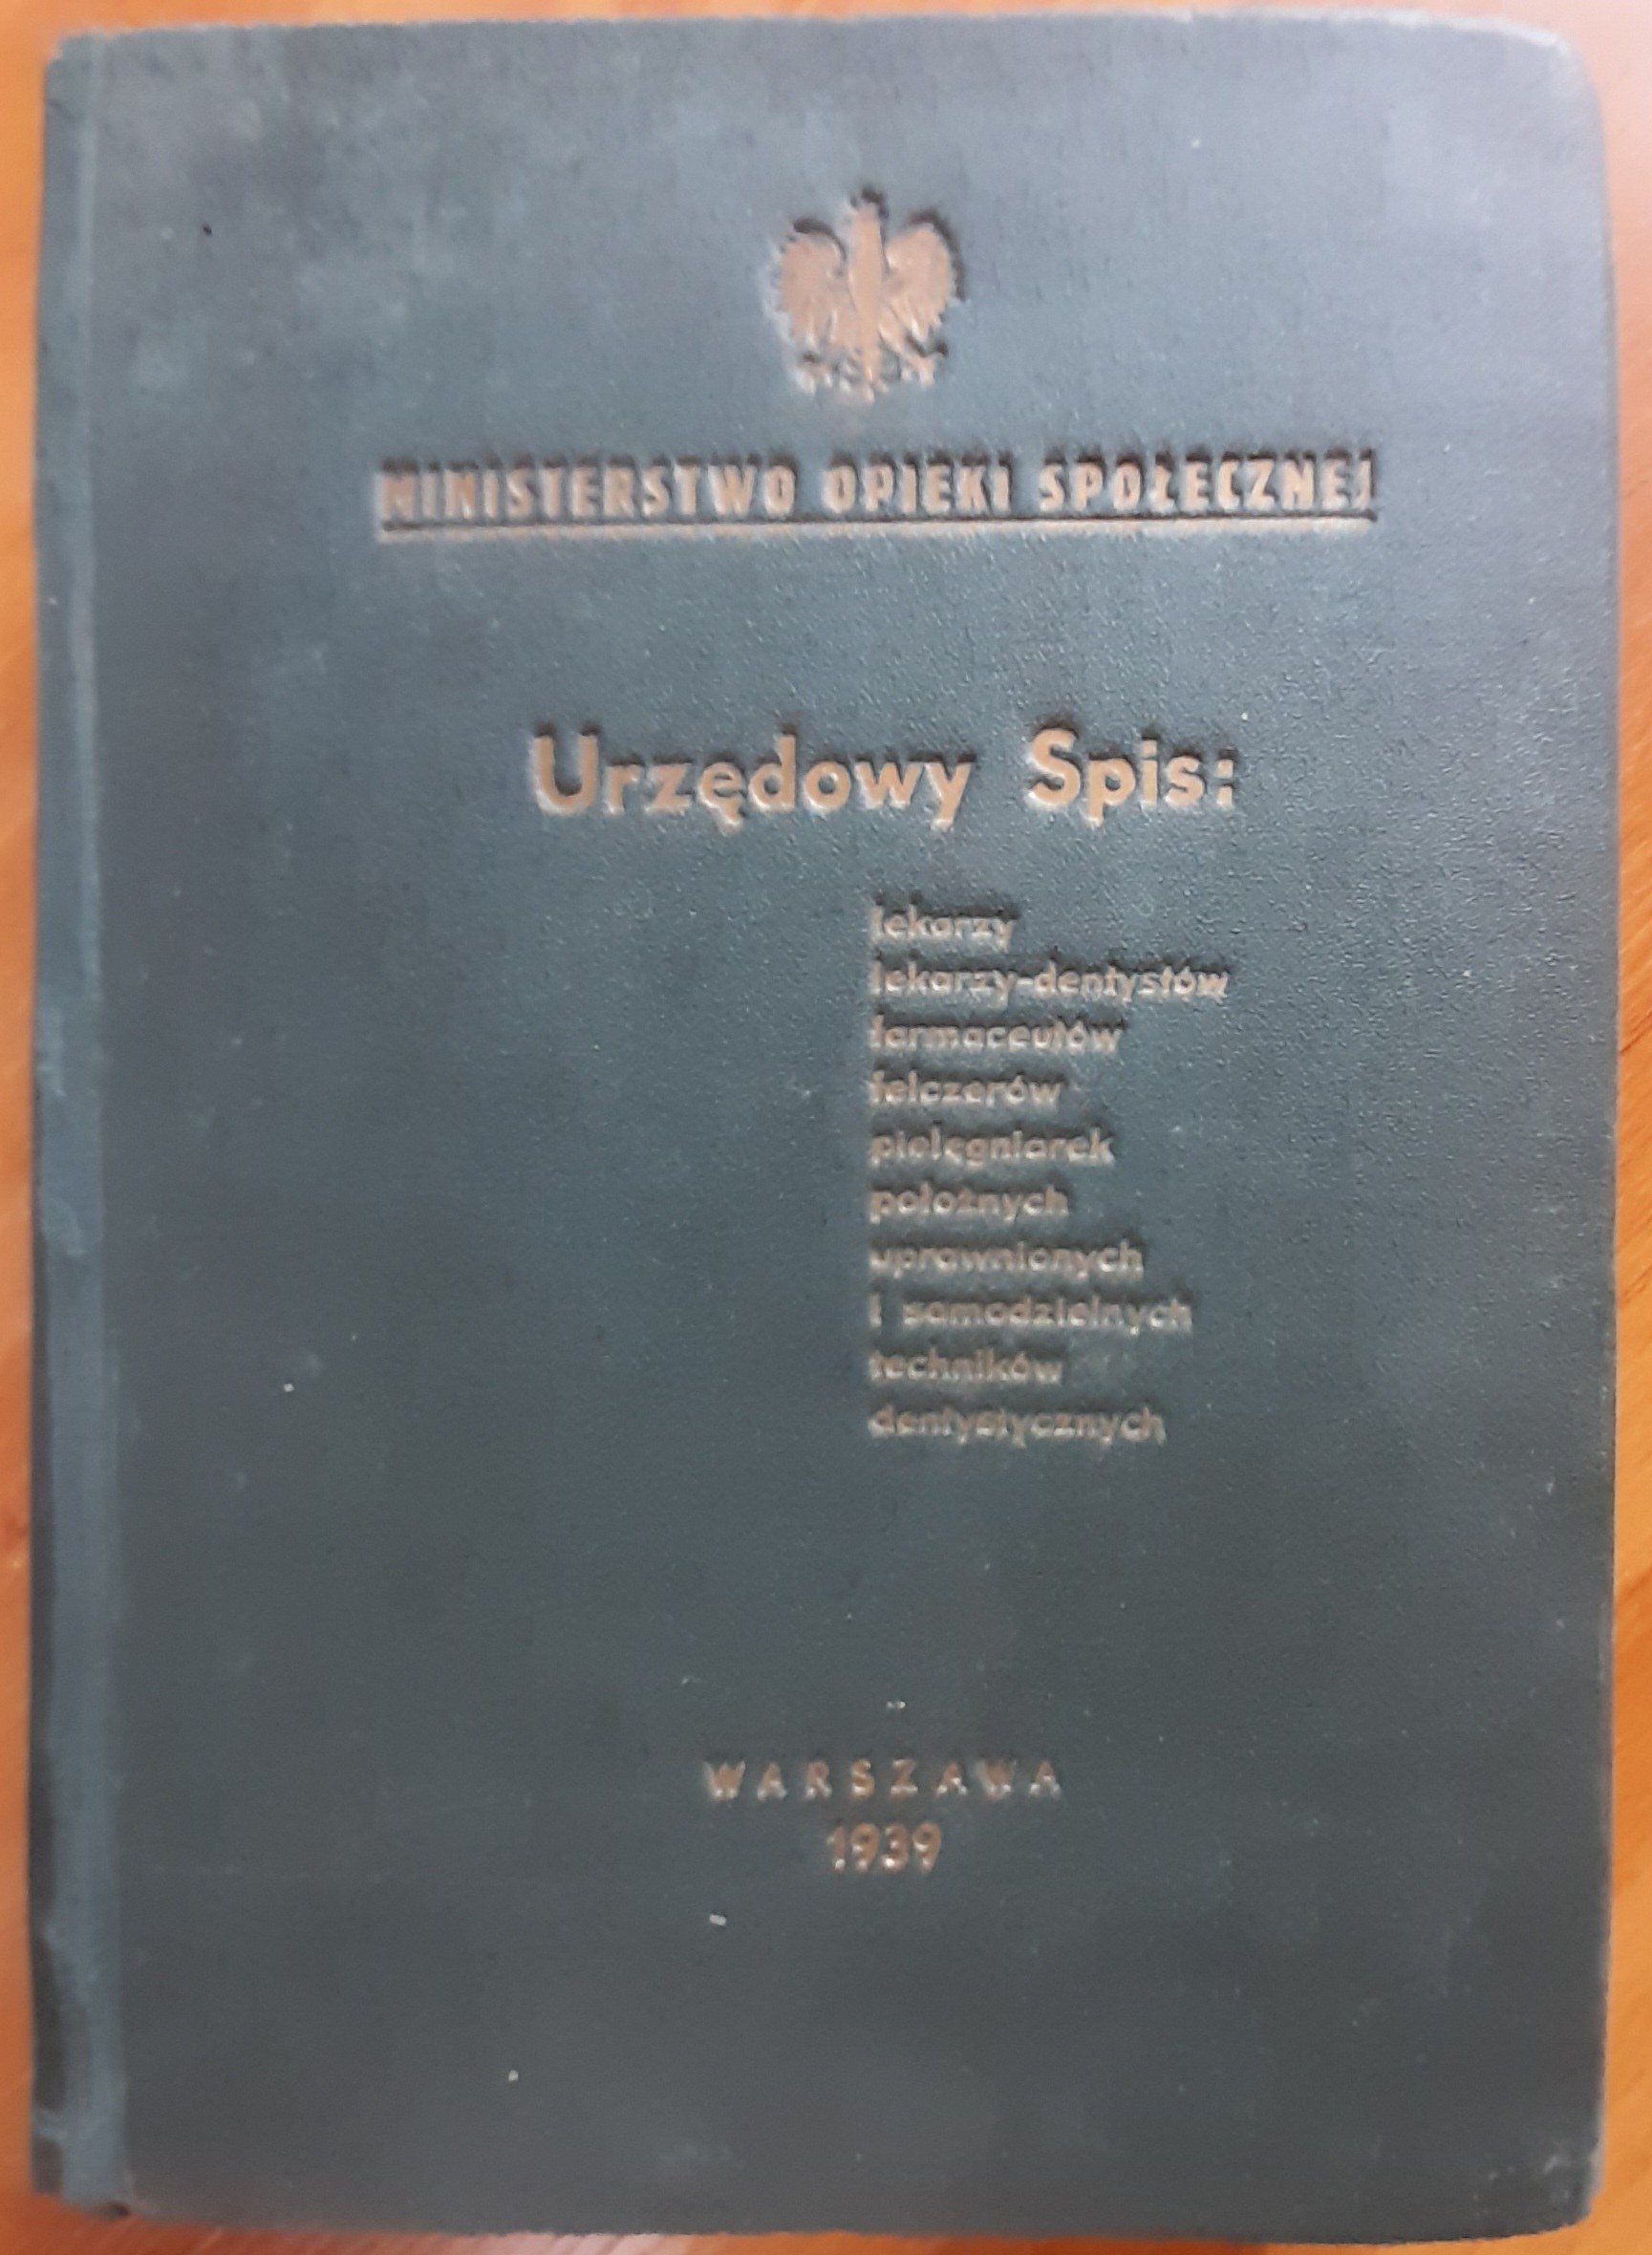 MINISTERSTWO OPIEKI SPOŁECZNEJ
Urzędowy Spis:
lekarzy
lekarzy-dentystów
farmaceutów
felczerów
pielęgniarek
położnych
uprawnionych
i samodzielnych
techników
dentystycznych
WARSZAWA
1939